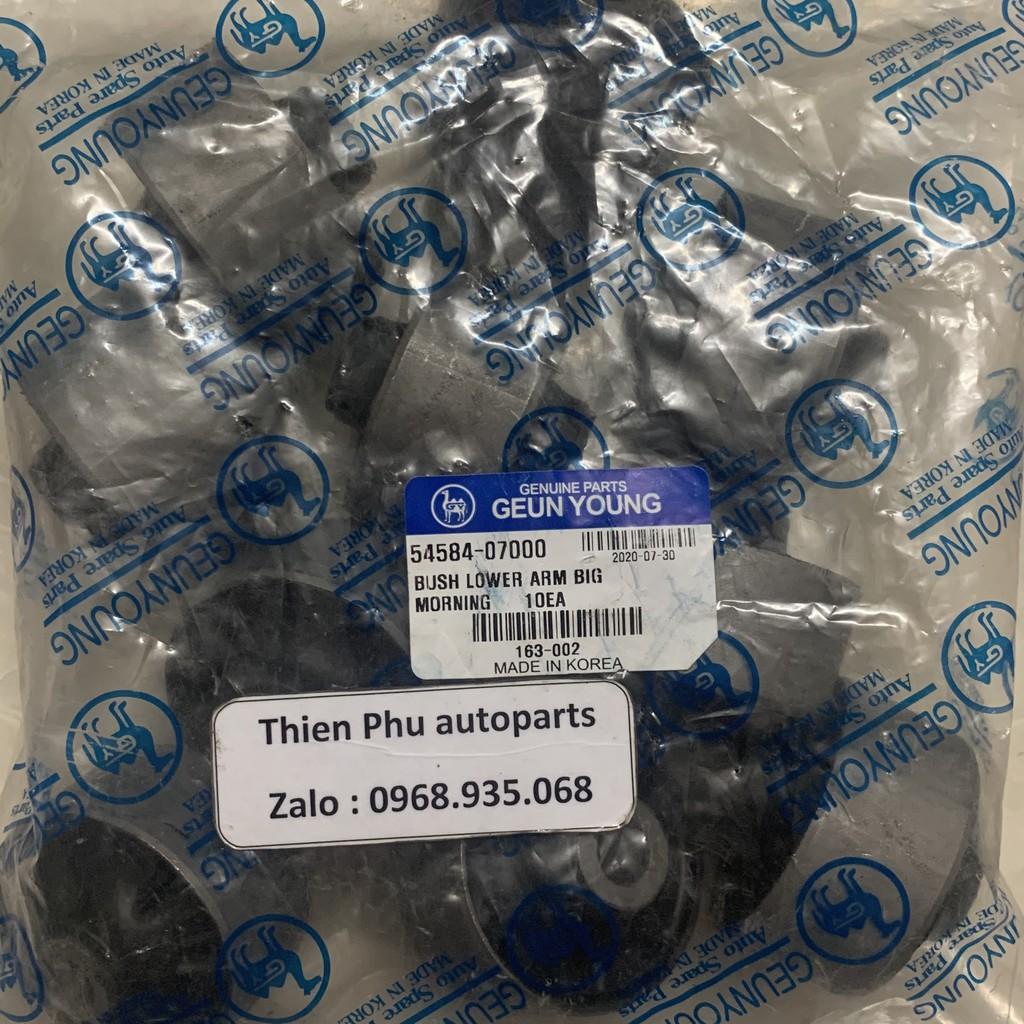 GENUINE PARTS
GEUN YOUNG
54584-07000
2020-07-30
BUSH LOWER ARM BIG
MORNING 10EA
163-002
MADE IN KOREA
Thien Phu autoparts
Zalo : 0968.935.068
GEUNYOUNG
Auto Spare Parts
MADE IN KOREA
GY